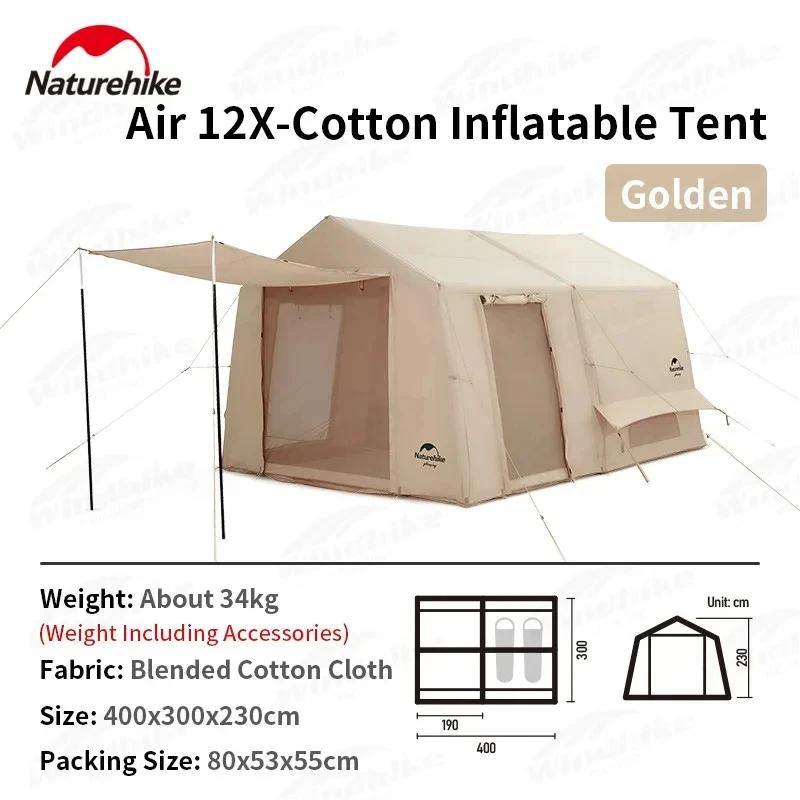 Naturehike
Air 12X-Cotton Inflatable Tent
Golden
Naturehike
Naturehike
Weight: About 34kg
(Weight Including Accessories)
Fabric: Blended Cotton Cloth
Size: 400x300x230cm
Packing Size: 80x53x55cm
Unit: cm
300
230
190
400
Windhike